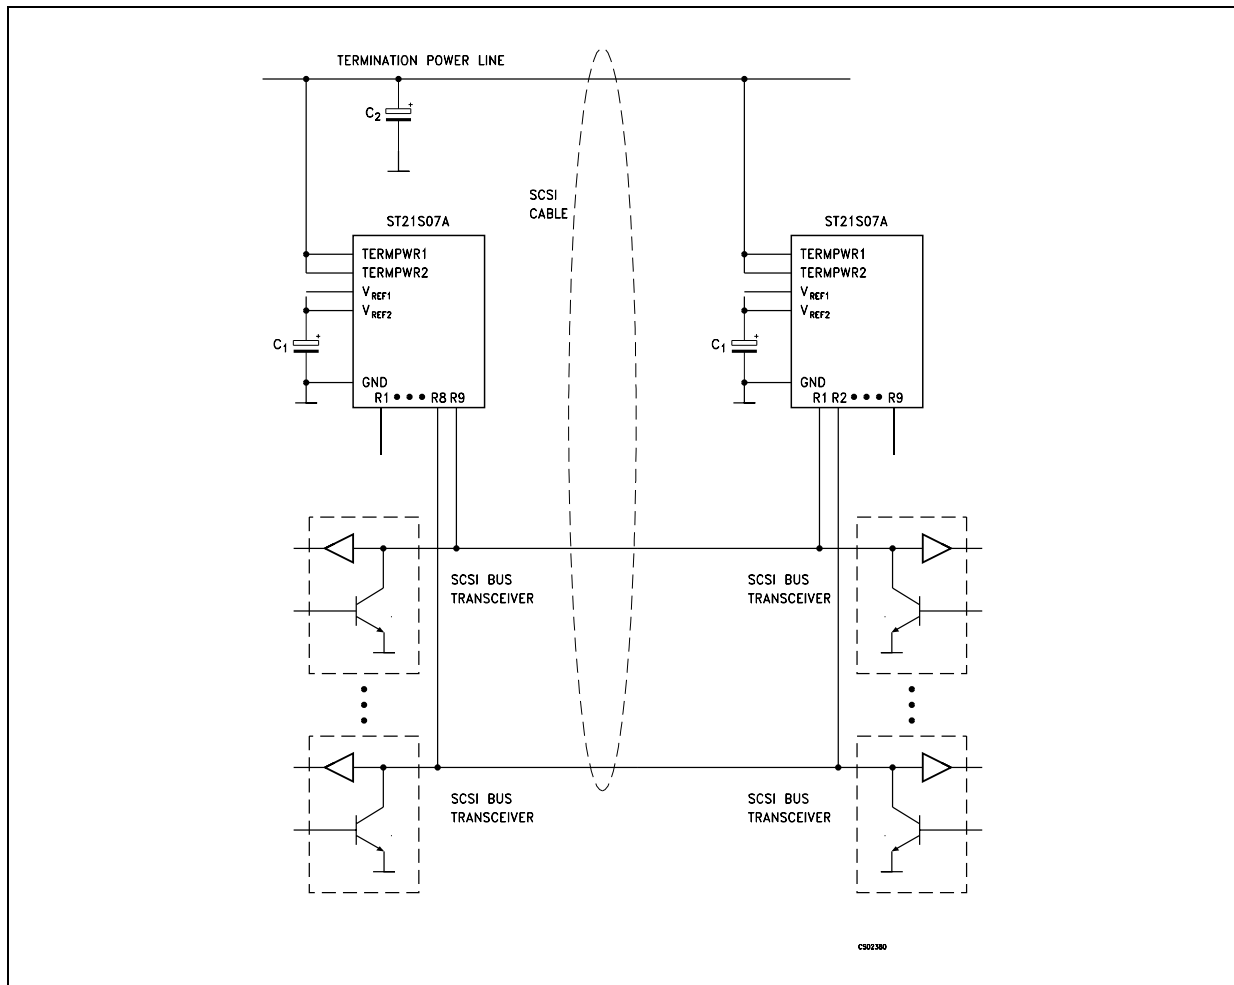 TERMINATION POWER LINE
C2 +
SCSI
CABLE
ST21S07A
TERMPWR1
TERMPWR2
VREF1
VREF2
C1 +
GND
R1 ••• R8 R9
ST21S07A
TERMPWR1
TERMPWR2
VREF1
VREF2
C1 +
GND
R1 R2 ••• R9
SCSI BUS
TRANSCEIVER
SCSI BUS
TRANSCEIVER
SCSI BUS
TRANSCEIVER
SCSI BUS
TRANSCEIVER
CS02380